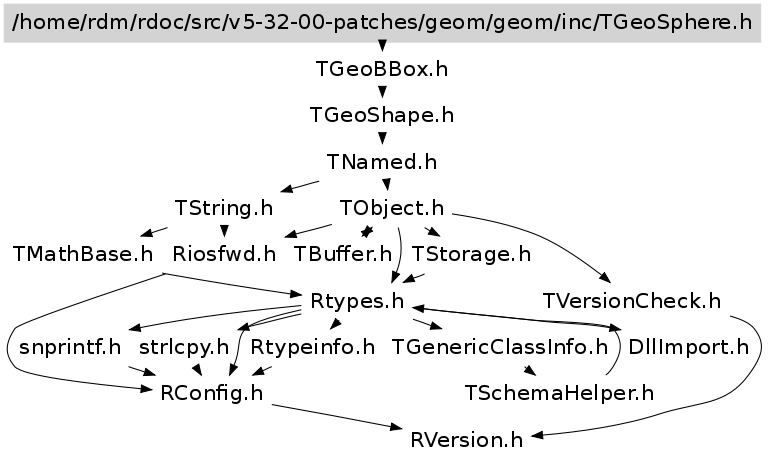 /home/rdm/rdoc/src/v5-32-00-patches/geom/geom/inc/TGeoSphere.h
TGeoBBox.h
TGeoShape.h
TNamed.h
TString.h
TObject.h
TMathBase.h
Riosfwd.h
TBuffer.h
TStorage.h
Rtypes.h
TVersionCheck.h
snprintf.h
strlcpy.h
Rtypeinfo.h
TGenericClassInfo.h
DllImport.h
RConfig.h
TSchemaHelper.h
RVersion.h